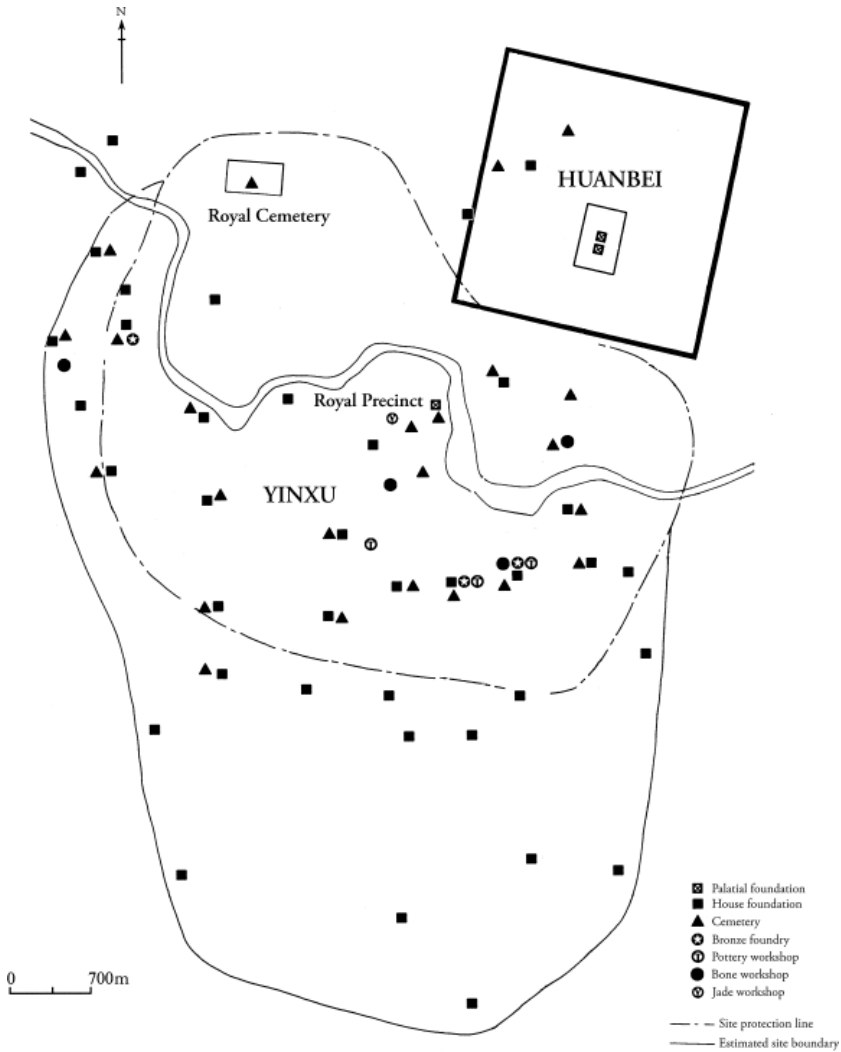 N
HUANBEI
Royal Cemetery
Royal Precinct
YINXU
Palatial foundation
House foundation
Cemetery
Bronze foundry
Pottery workshop
Bone workshop
Jade workshop
0 700m
Site protection line
Estimated site boundary